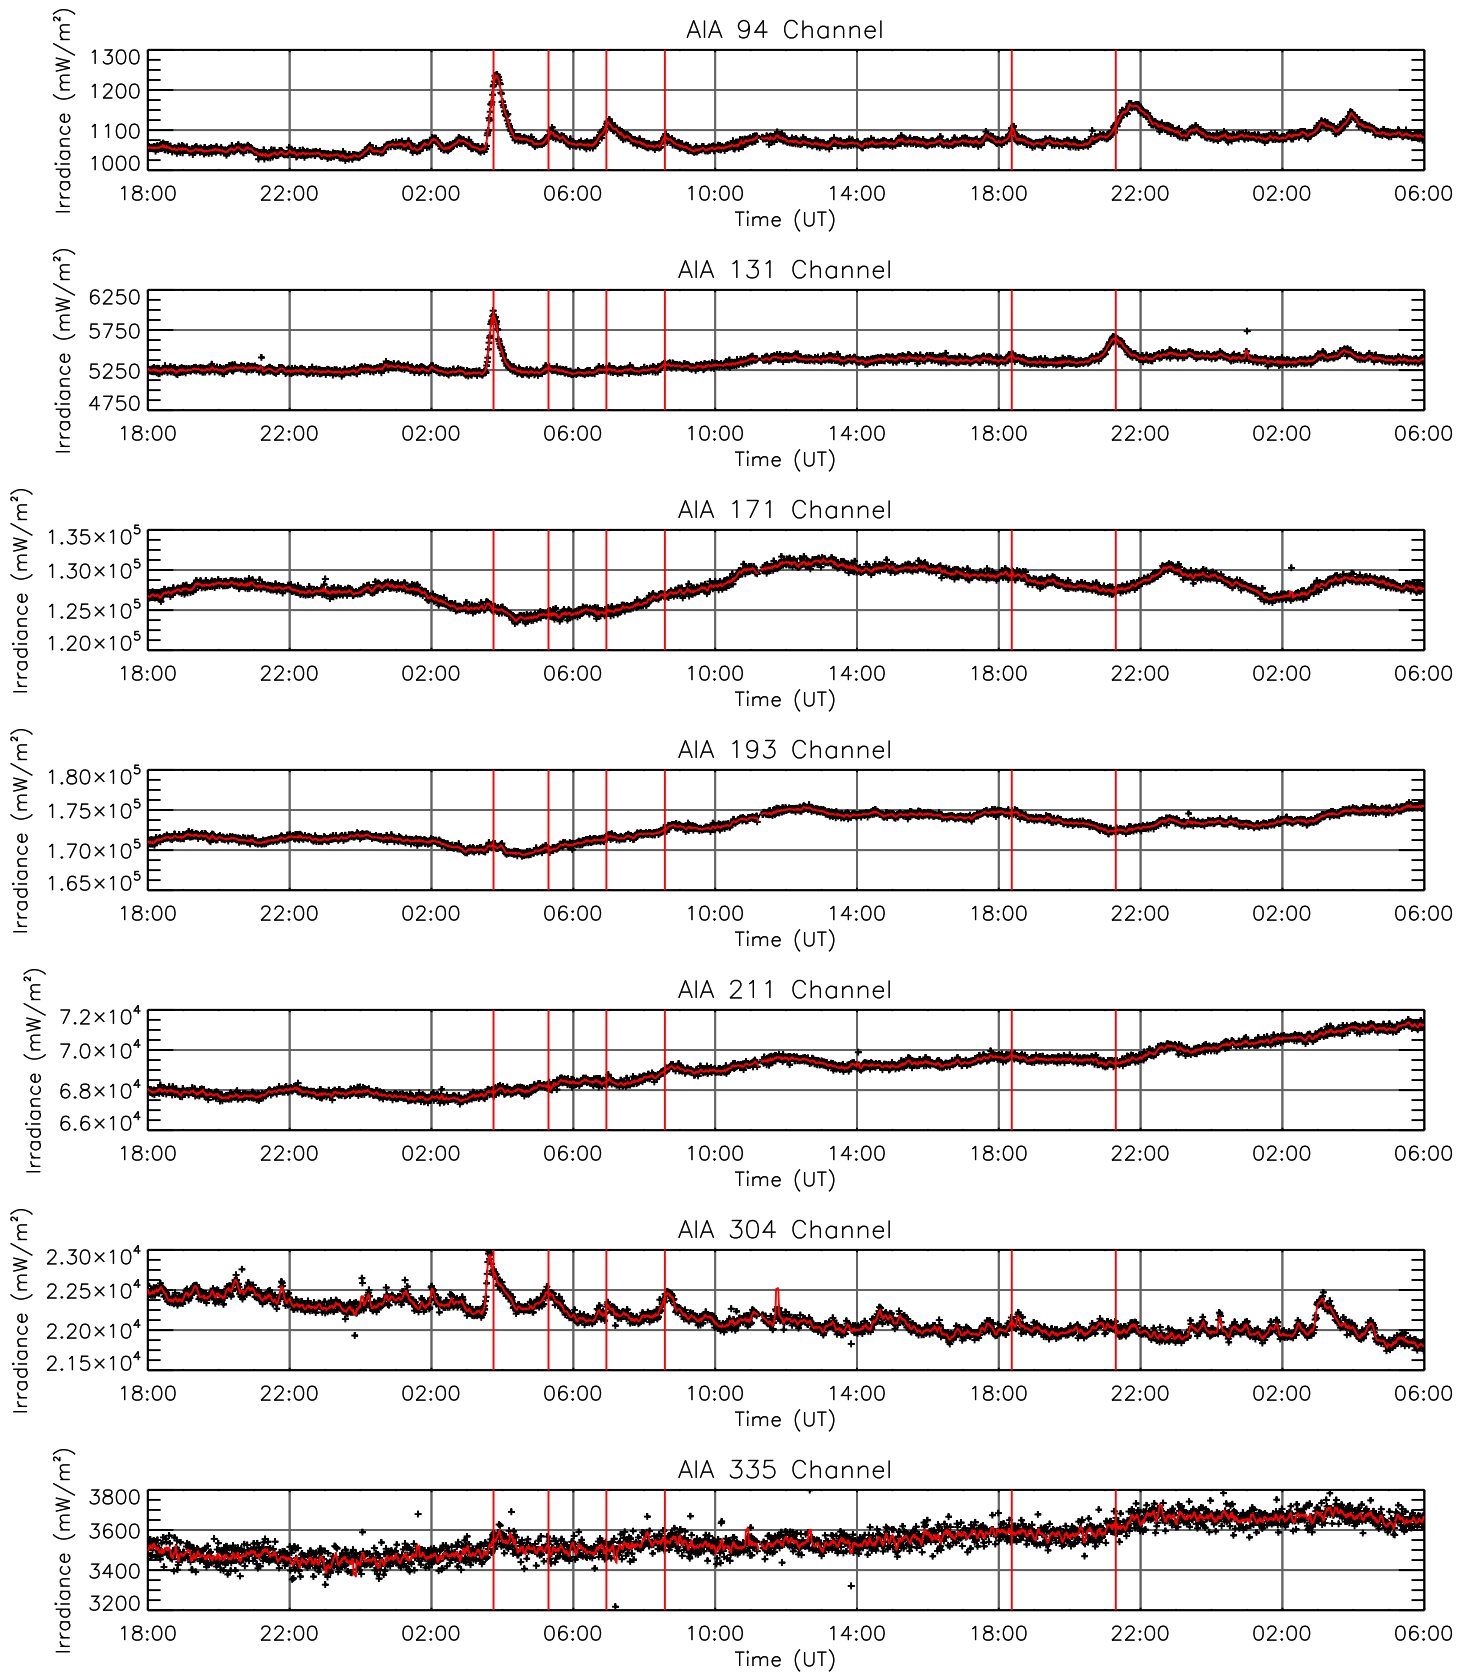 AIA 94 Channel
Irradiance (mW/m²)
1300
1200
1100
1000
18:00 22:00 02:00 06:00 10:00 14:00 18:00 22:00 02:00 06:00
Time (UT)
AIA 131 Channel
Irradiance (mW/m²)
6250
5750
5250
4750
18:00 22:00 02:00 06:00 10:00 14:00 18:00 22:00 02:00 06:00
Time (UT)
AIA 171 Channel
Irradiance (mW/m²)
1.35×10⁵
1.30×10⁵
1.25×10⁵
1.20×10⁵
18:00 22:00 02:00 06:00 10:00 14:00 18:00 22:00 02:00 06:00
Time (UT)
AIA 193 Channel
Irradiance (mW/m²)
1.80×10⁵
1.75×10⁵
1.70×10⁵
1.65×10⁵
18:00 22:00 02:00 06:00 10:00 14:00 18:00 22:00 02:00 06:00
Time (UT)
AIA 211 Channel
Irradiance (mW/m²)
7.2×10⁴
7.0×10⁴
6.8×10⁴
6.6×10⁴
18:00 22:00 02:00 06:00 10:00 14:00 18:00 22:00 02:00 06:00
Time (UT)
AIA 304 Channel
Irradiance (mW/m²)
2.30×10⁴
2.25×10⁴
2.20×10⁴
2.15×10⁴
18:00 22:00 02:00 06:00 10:00 14:00 18:00 22:00 02:00 06:00
Time (UT)
AIA 335 Channel
Irradiance (mW/m²)
3800
3600
3400
3200
18:00 22:00 02:00 06:00 10:00 14:00 18:00 22:00 02:00 06:00
Time (UT)